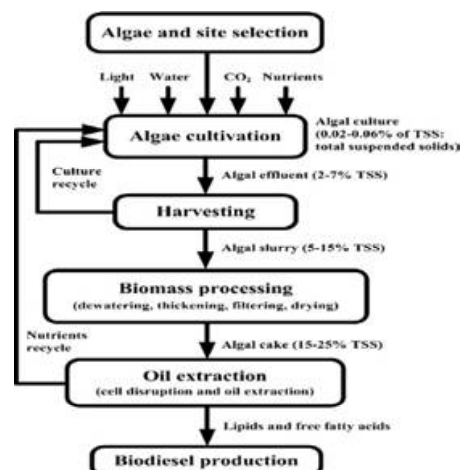 Algae and site selection
Light Water CO₂ Nutrients
Algae cultivation
Algal culture
(0.02-0.06% of TSS:
total suspended solids)
Culture
recycle
Algal effluent (2-7% TSS)
Harvesting
Algal slurry (5-15% TSS)
Biomass processing
(dewatering, thickening, filtering, drying)
Nutrients
recycle
Algal cake (15-25% TSS)
Oil extraction
(cell disruption and oil extraction)
Lipids and free fatty acids
Biodiesel production